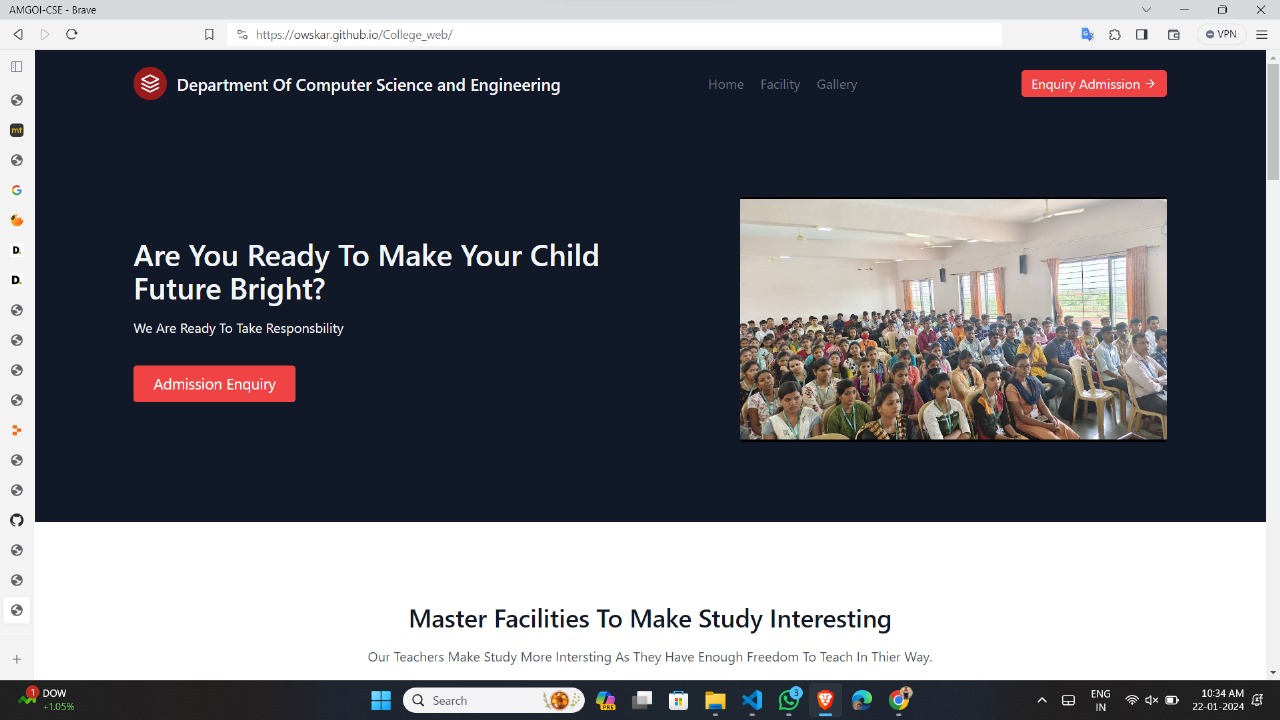 AMGOI-CSE - Brave
https://owskar.github.io/College_web/
VPN
Department Of Computer Science and Engineering
Home
Facility
Gallery
Enquiry Admission →
Are You Ready To Make Your Child
Future Bright?
We Are Ready To Take Responsbility
Admission Enquiry
Master Facilities To Make Study Interesting
Our Teachers Make Study More Intersting As They Have Enough Freedom To Teach In Thier Way.
1
DOW
+1.05%
Search
PRE
3
ENG
IN
10:34 AM
22-01-2024